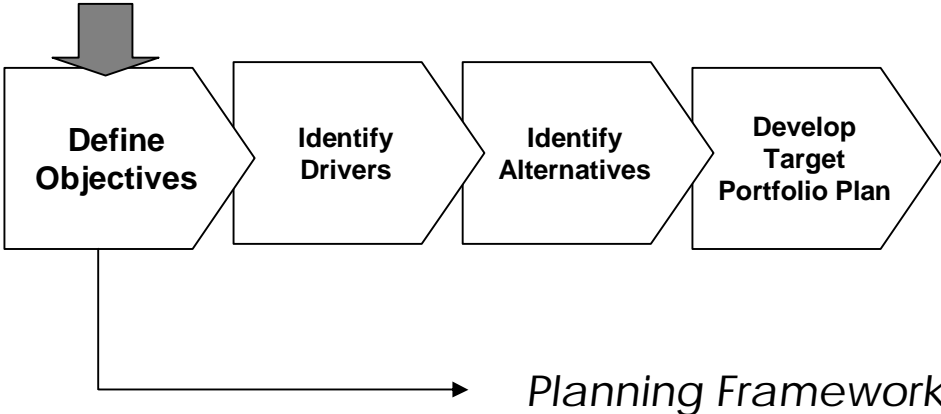 Define
Objectives
Identify
Drivers
Identify
Alternatives
Develop
Target
Portfolio Plan
Planning Framework